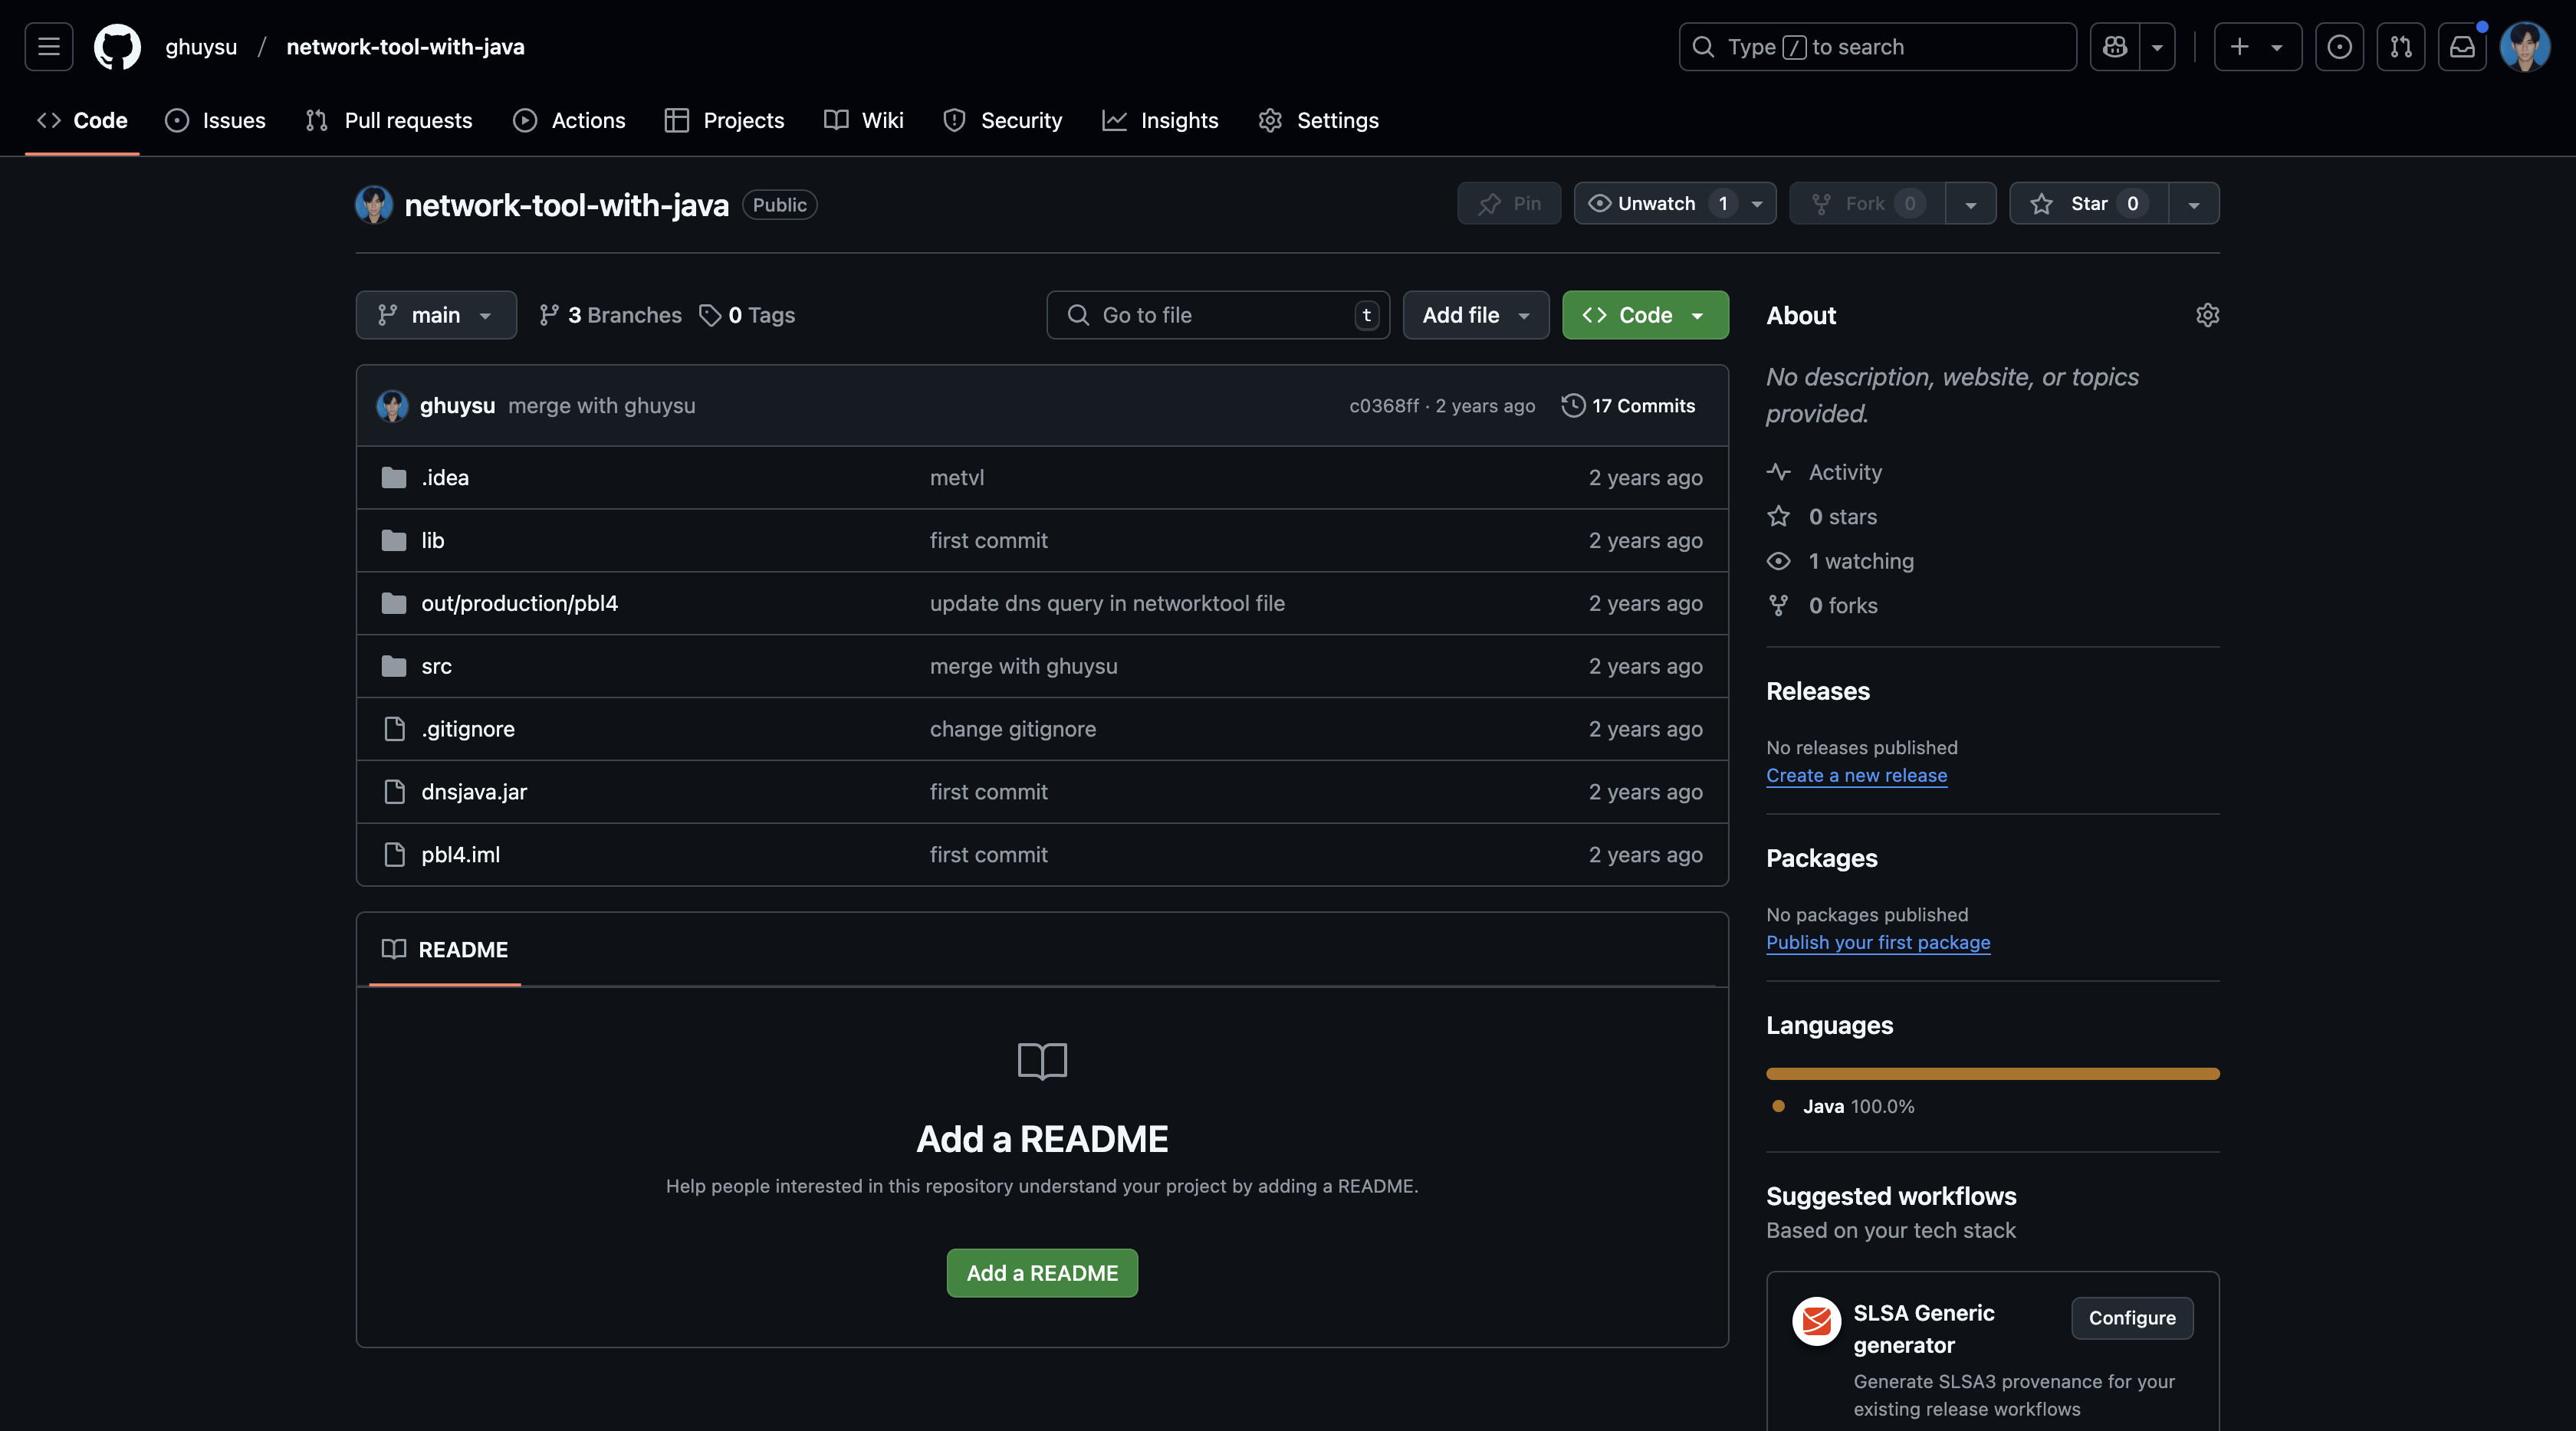 ghuysu / network-tool-with-java
Type / to search
Code Issues Pull requests Actions Projects Wiki Security Insights Settings
network-tool-with-java Public
Pin Unwatch 1 Fork 0 Star 0
main 3 Branches 0 Tags
Go to file t Add file Code
ghuysu merge with ghuysu c0368ff · 2 years ago 17 Commits
.idea metvl 2 years ago
lib first commit 2 years ago
out/production/pbl4 update dns query in networktool file 2 years ago
src merge with ghuysu 2 years ago
.gitignore change gitignore 2 years ago
dnsjava.jar first commit 2 years ago
pbl4.iml first commit 2 years ago
README
Add a README
Help people interested in this repository understand your project by adding a README.
Add a README
About
No description, website, or topics
provided.
Activity
0 stars
1 watching
0 forks
Releases
No releases published
Create a new release
Packages
No packages published
Publish your first package
Languages
Java 100.0%
Suggested workflows
Based on your tech stack
SLSA Generic
generator
Configure
Generate SLSA3 provenance for your
existing release workflows